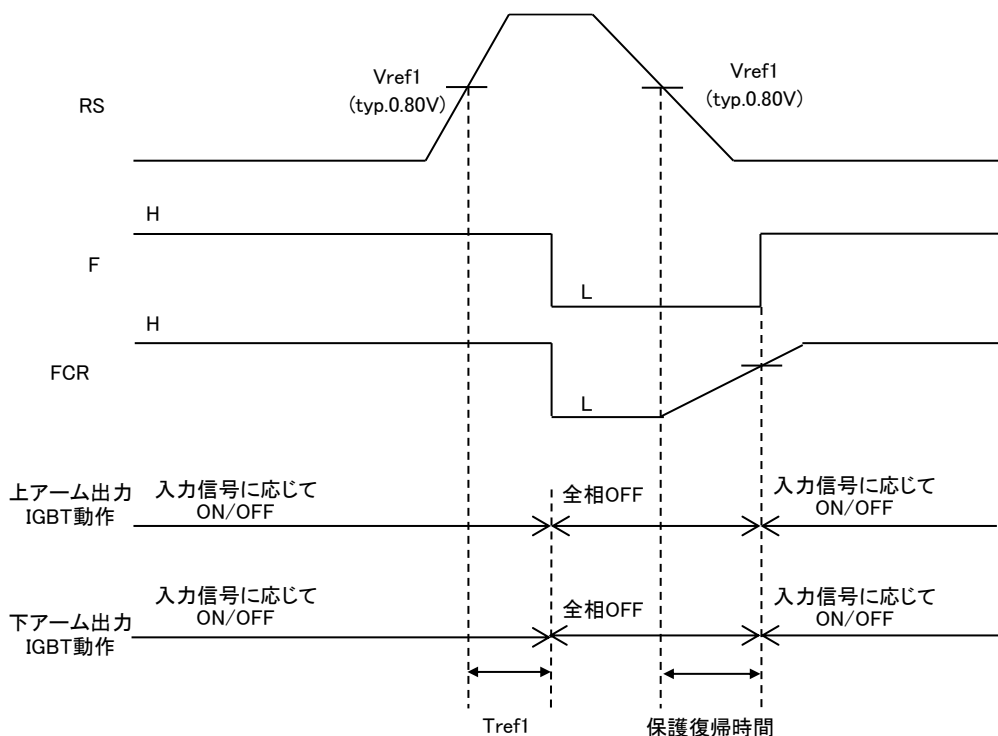 RS
Vref1
(typ.0.80V)
Vref1
(typ.0.80V)
H
F
L
H
FCR
L
上アーム出力
IGBT動作
入力信号に応じて
ON/OFF
全相OFF
入力信号に応じて
ON/OFF
下アーム出力
IGBT動作
入力信号に応じて
ON/OFF
全相OFF
入力信号に応じて
ON/OFF
Tref1
保護復帰時間